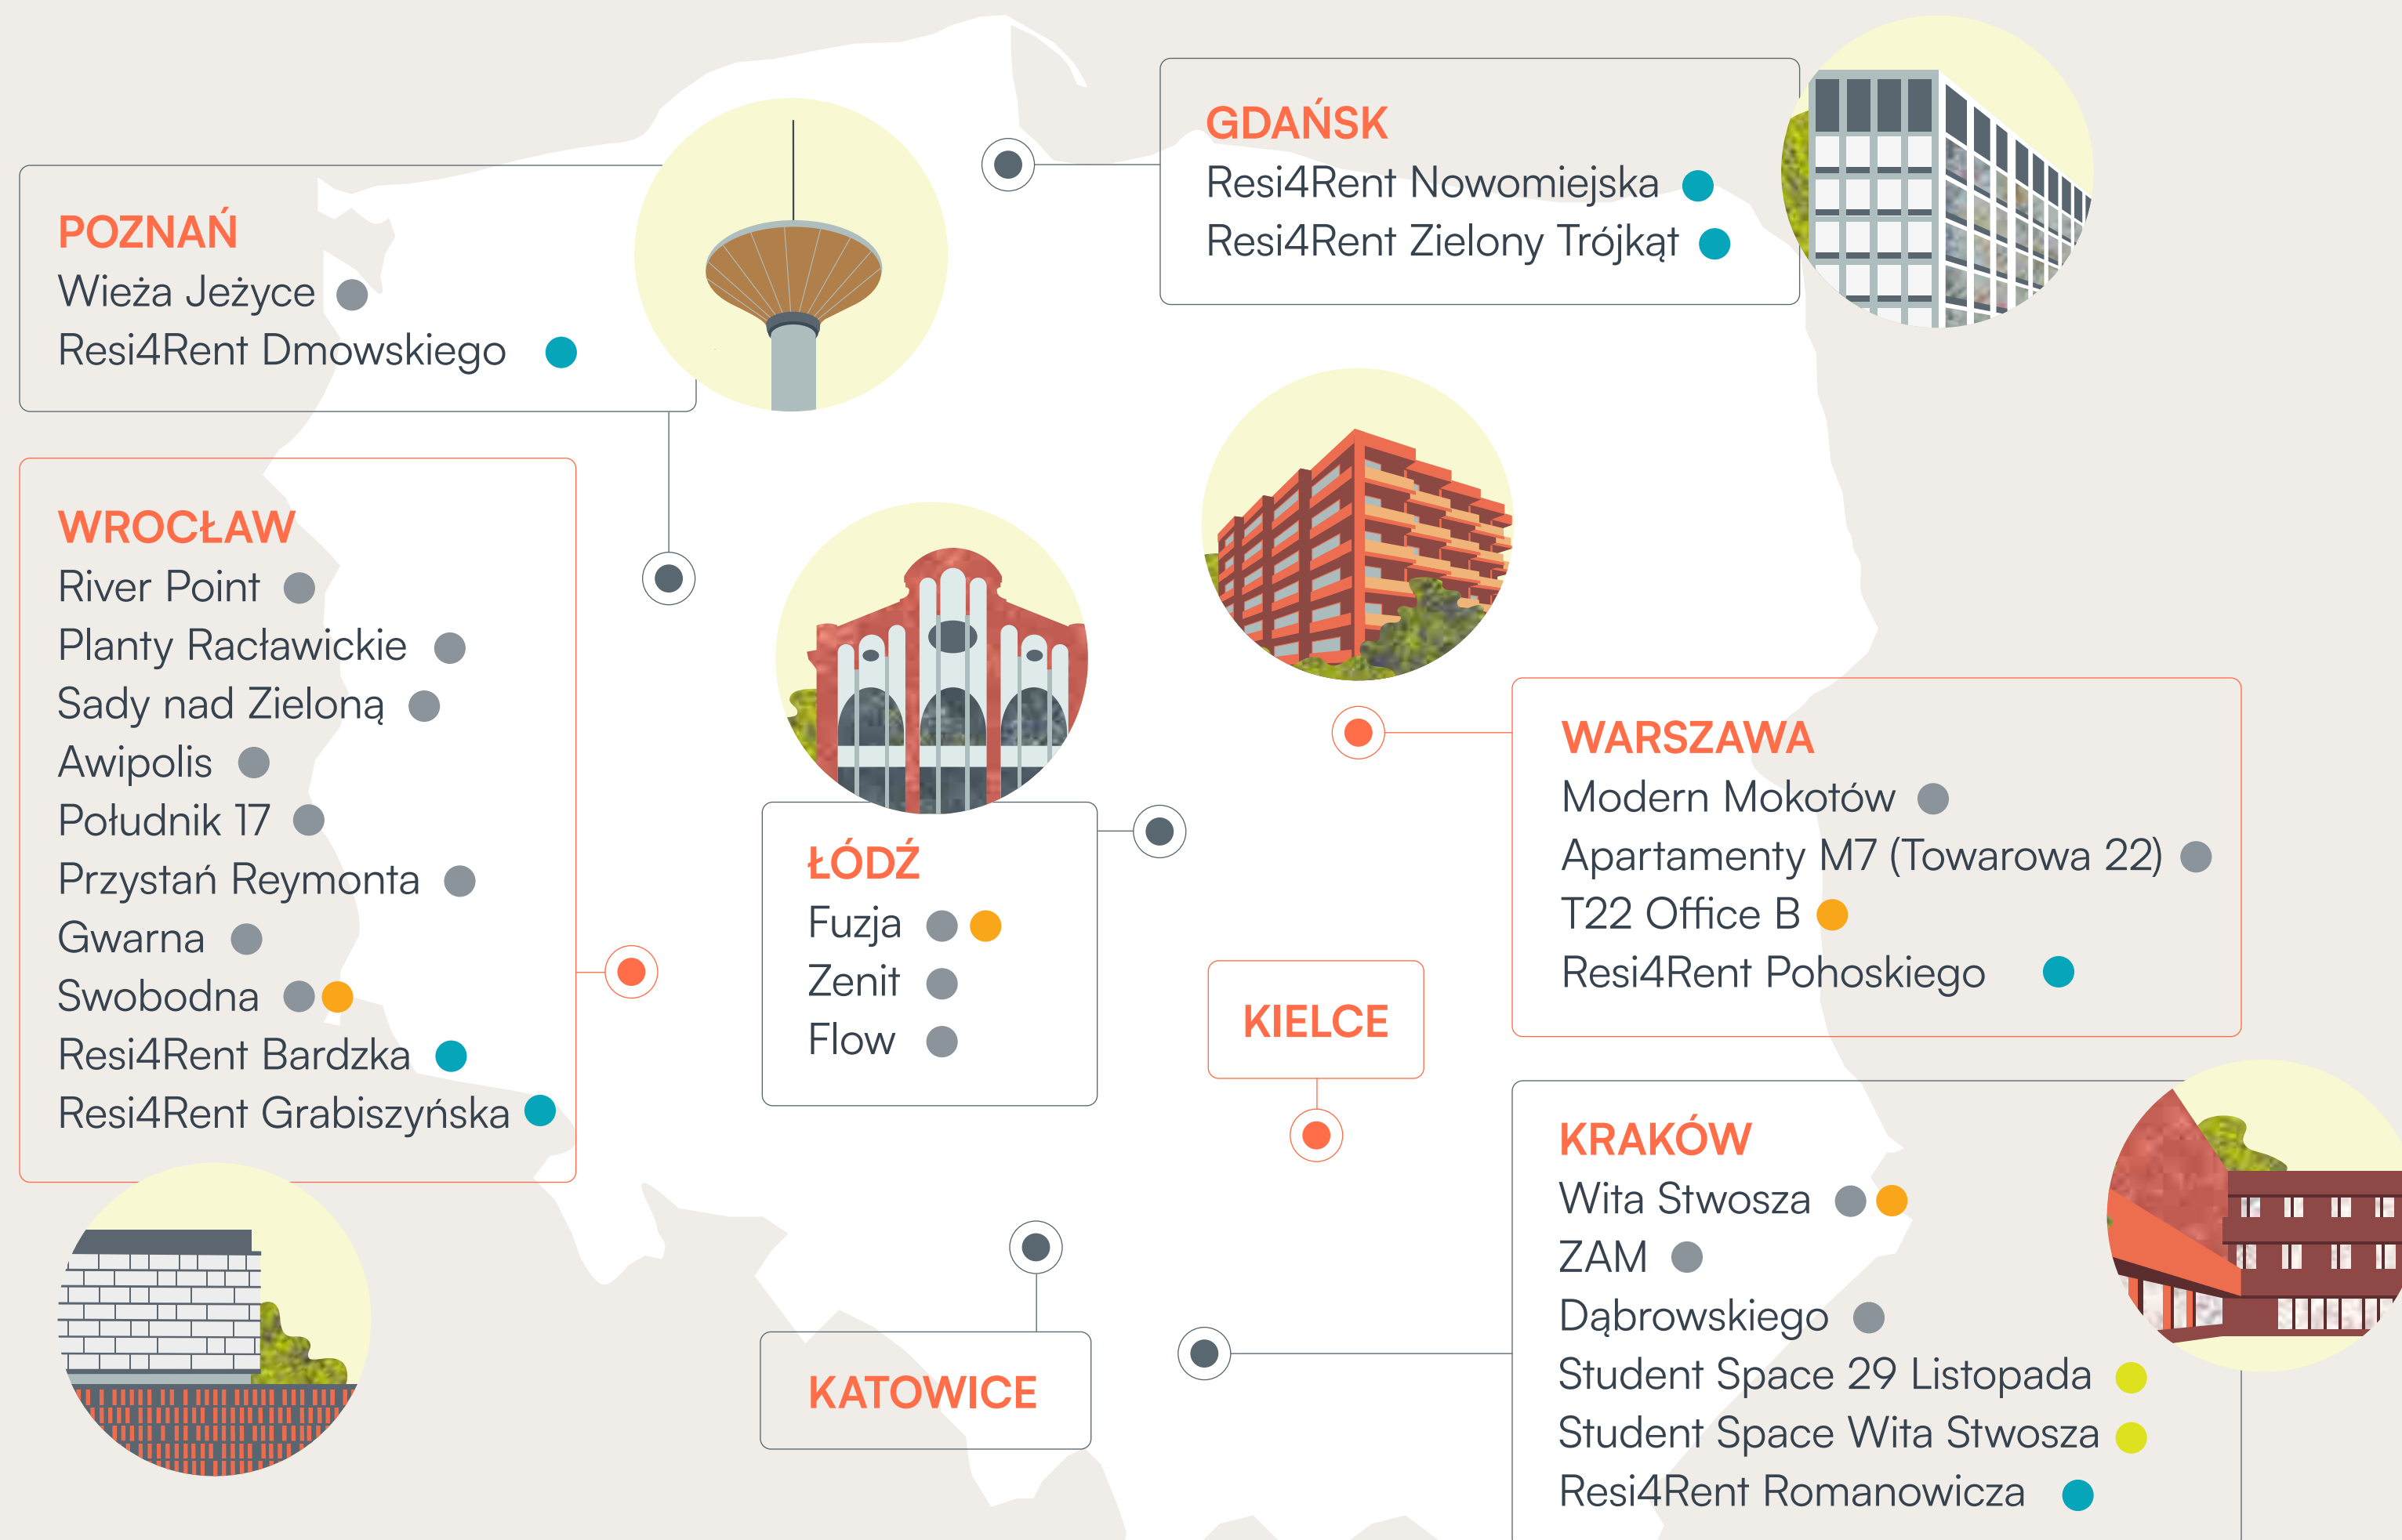 GDAŃSK
Resi4Rent Nowomiejska
Resi4Rent Zielony Trójkąt
POZNAŃ
Wieża Jeżyce
Resi4Rent Dmowskiego
WROCŁAW
River Point
Planty Racławickie
Sady nad Zieloną
Awipolis
Południk 17
Przystań Reymonta
Gwarna
Swobodna
Resi4Rent Bardzka
Resi4Rent Grabiszyńska
ŁÓDŹ
Fuzja
Zenit
Flow
WARSZAWA
Modern Mokotów
Apartamenty M7 (Towarowa 22)
T22 Office B
Resi4Rent Pohoskiego
KIELCE
KATOWICE
KRAKÓW
Wita Stwosza
ZAM
Dąbrowskiego
Student Space 29 Listopada
Student Space Wita Stwosza
Resi4Rent Romanowicza